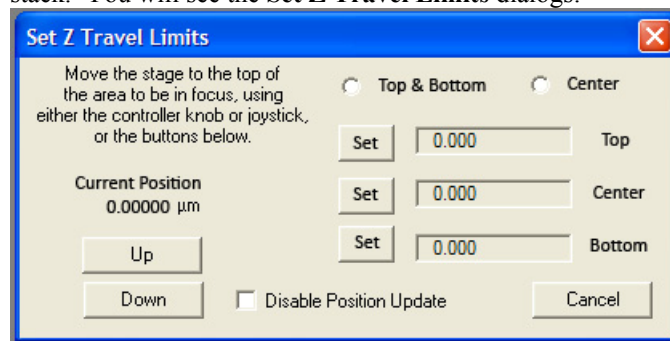 stack. You will see the Set Z Travel Limits dialogs.
Set Z Travel Limits
Move the stage to the top of
the area to be in focus, using
either the controller knob or joystick,
or the buttons below.
Top & Bottom Center
Set 0.000 Top
Current Position
0.00000 µm
Set 0.000 Center
Set 0.000 Bottom
Up
Down
Disable Position Update
Cancel